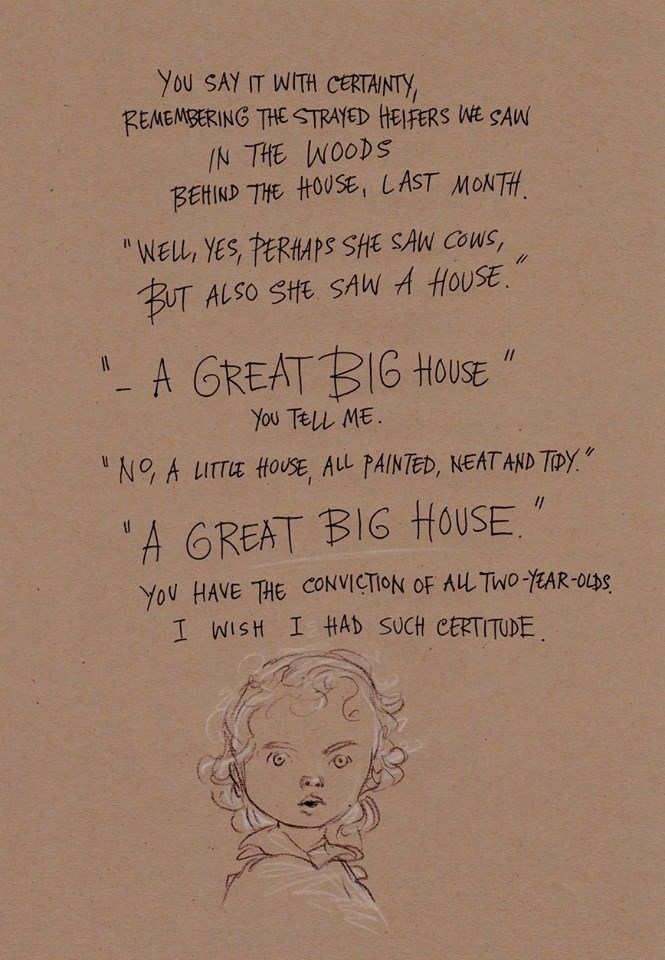 YOU SAY IT WITH CERTAINTY,
REMEMBERING THE STRAYED HEIFERS WE SAW
IN THE WOODS
BEHIND THE HOUSE, LAST MONTH.
"WELL, YES, PERHAPS SHE SAW COWS,
BUT ALSO SHE SAW A HOUSE."
"– A GREAT BIG HOUSE"
YOU TELL ME.
"NO, A LITTLE HOUSE, ALL PAINTED, NEAT AND TIDY."
"A GREAT BIG HOUSE."
YOU HAVE THE CONVICTION OF ALL TWO-YEAR-OLDS.
I WISH I HAD SUCH CERTITUDE.